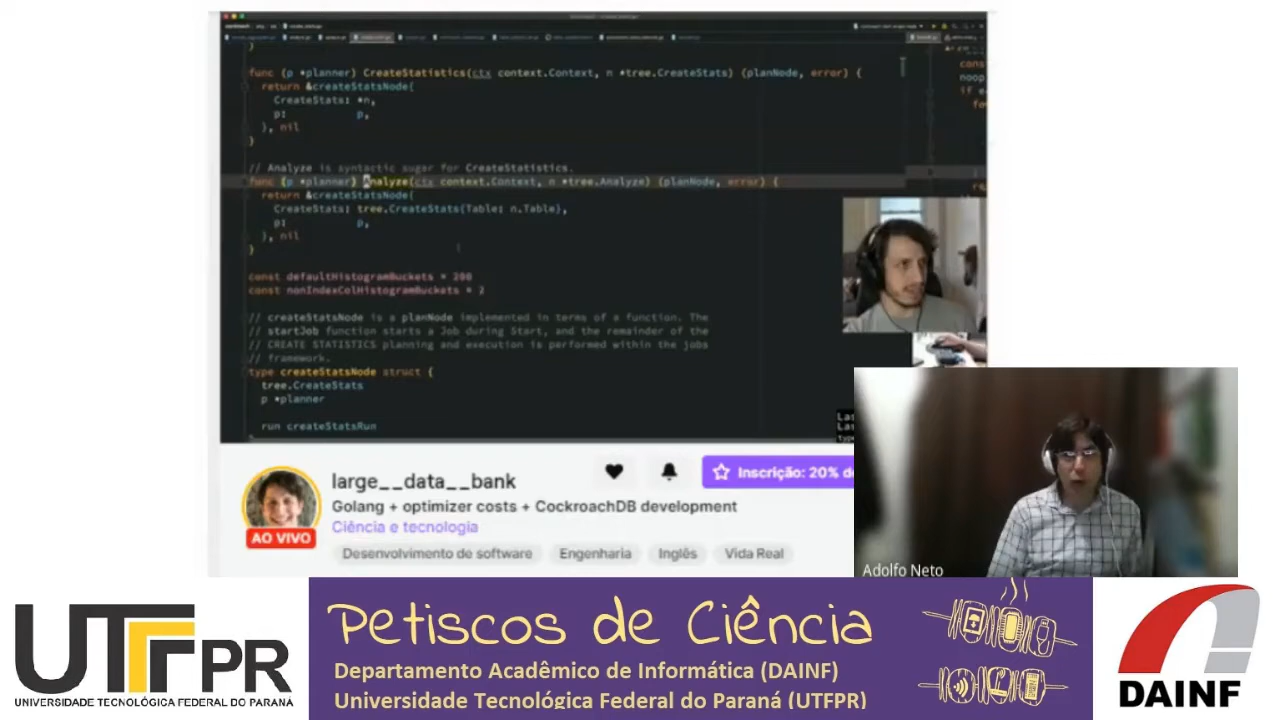 func (p *planner) CreateStatistics(ctx context.Context, n *tree.CreateStats) (planNode, error) {
return &createStatsNode{
CreateStats: *n,
p: p,
}, nil
}
// Analyze is syntactic sugar for CreateStatistics.
func (p *planner) Analyze(ctx context.Context, n *tree.Analyze) (planNode, error) {
return &createStatsNode{
CreateStats: tree.CreateStats{Table: n.Table},
p: p,
}, nil
}
const defaultHistogramBuckets = 200
const nonIndexColHistogramBuckets = 2
// createStatsNode is a planNode implemented in terms of a function. The
// startJob function starts a Job during Start, and the remainder of the
// CREATE STATISTICS planning and execution is performed within the jobs
// framework.
type createStatsNode struct {
tree.CreateStats
p *planner
run createStatsRun
cons
noop
if e
fo
Las
Las
large__data__bank
Inscrição: 20% de
Golang + optimizer costs + CockroachDB development
Ciência e tecnologia
AO VIVO
Desenvolvimento de software Engenharia Inglês Vida Real
Adolfo Neto
UTFPR
UNIVERSIDADE TECNOLÓGICA FEDERAL DO PARANÁ
Petiscos de Ciência
Departamento Acadêmico de Informática (DAINF)
Universidade Tecnológica Federal do Paraná (UTFPR)
DAINF